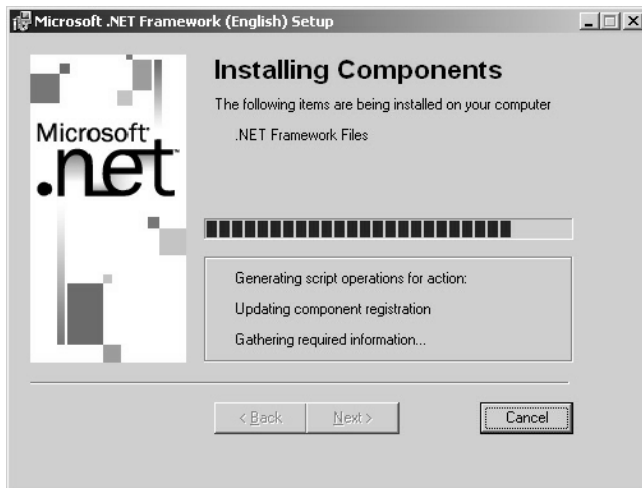 Microsoft .NET Framework (English) Setup
Installing Components
The following items are being installed on your computer
.NET Framework Files
Microsoft
.net
Generating script operations for action:
Updating component registration
Gathering required information...
< Back
Next >
Cancel